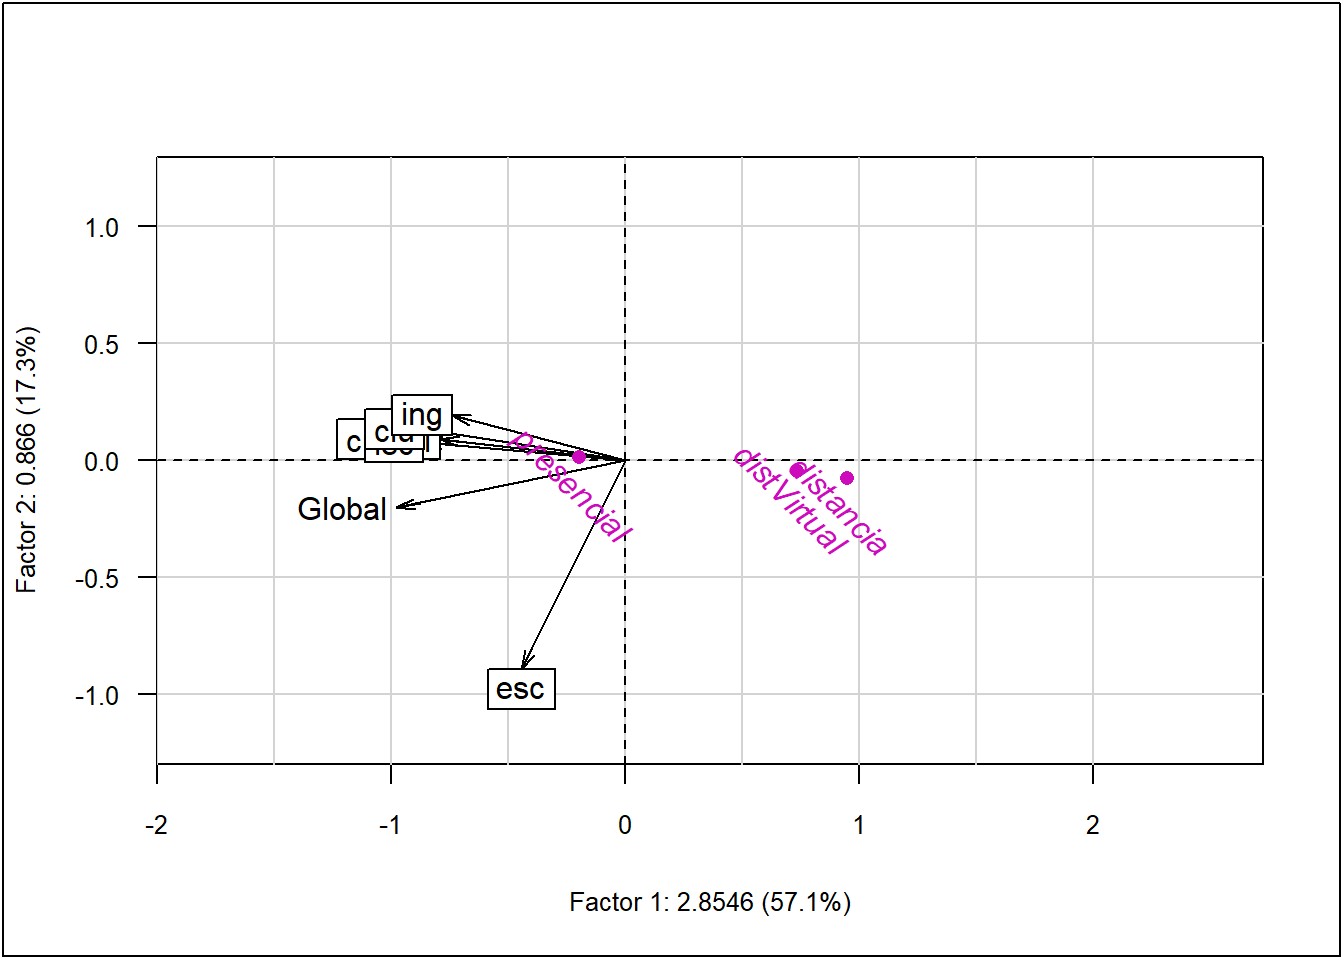 1.0
0.5
0.0
-0.5
-1.0
ing
Global
esc
presencial
distVirtual
distancia
-2
-1
0
1
2
Factor 1: 2.8546 (57.1%)
Factor 2: 0.866 (17.3%)